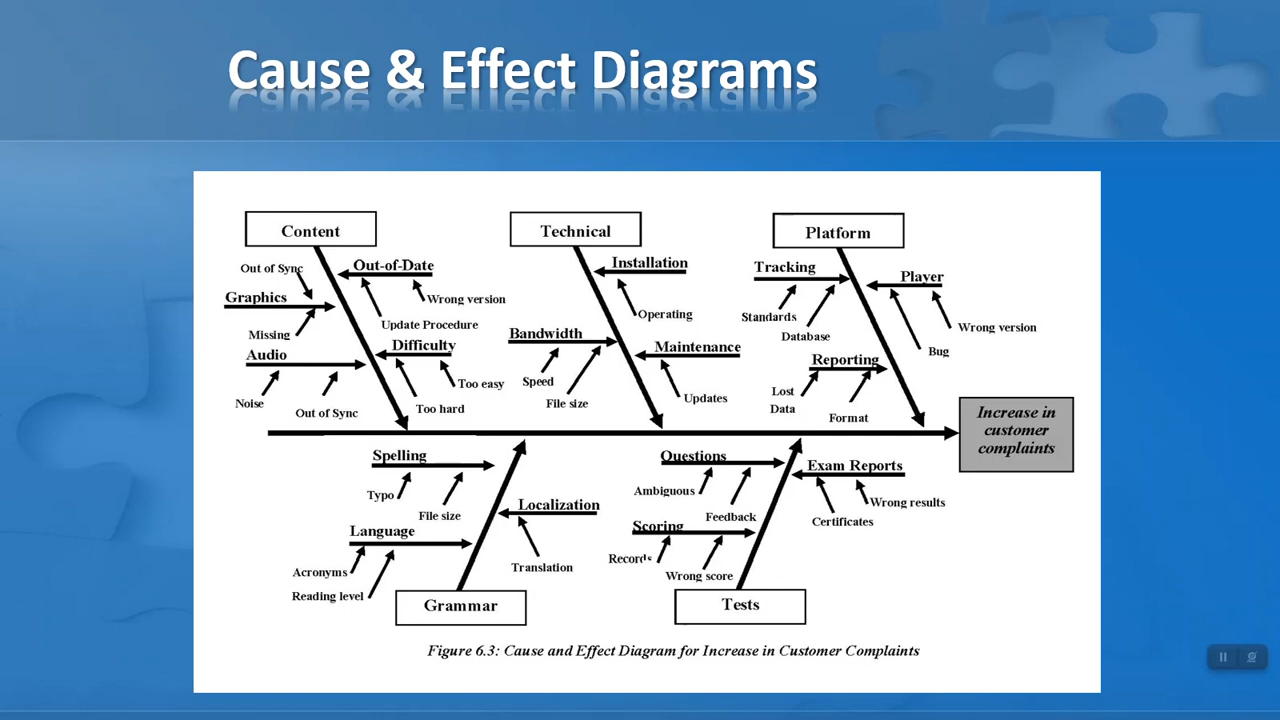 Cause & Effect Diagrams
Content
Technical
Platform
Out of Sync
Out-of-Date
Graphics
Wrong version
Missing
Update Procedure
Audio
Difficulty
Noise
Out of Sync
Too easy
Too hard
Installation
Operating
Bandwidth
Maintenance
Speed
File size
Updates
Tracking
Player
Standards
Database
Wrong version
Bug
Reporting
Lost
Data
Format
Increase in
customer
complaints
Spelling
Typo
File size
Localization
Language
Translation
Acronyms
Reading level
Grammar
Questions
Exam Reports
Ambiguous
Feedback
Wrong results
Certificates
Scoring
Records
Wrong score
Tests
Figure 6.3: Cause and Effect Diagram for Increase in Customer Complaints